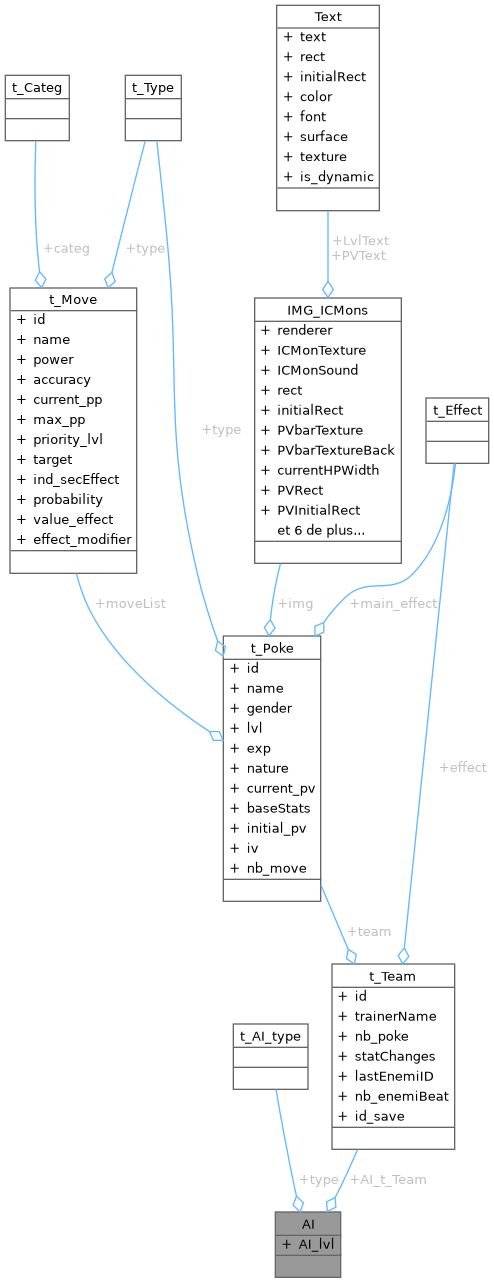 Text
+ text
+ rect
+ initialRect
+ color
+ font
+ surface
+ texture
+ is_dynamic
t_Categ
t_Type
+categ
+type
+LvlText
+PVText
t_Move
+ id
+ name
+ power
+ accuracy
+ current_pp
+ max_pp
+ priority_lvl
+ target
+ ind_secEffect
+ probability
+ value_effect
+ effect_modifier
IMG_ICMons
+ renderer
+ ICMonTexture
+ ICMonSound
+ rect
+ initialRect
+ PVbarTexture
+ PVbarTextureBack
+ currentHPWidth
+ PVRect
+ PVInitialRect
et 6 de plus...
t_Effect
+type
+moveList
+img
+main_effect
t_Poke
+ id
+ name
+ gender
+ lvl
+ exp
+ nature
+ current_pv
+ baseStats
+ initial_pv
+ iv
+ nb_move
+effect
+team
t_Team
+ id
+ trainerName
+ nb_poke
+ statChanges
+ lastEnemiID
+ nb_enemiBeat
+ id_save
t_AI_type
+type
+AI_t_Team
AI
+ AI_lvl